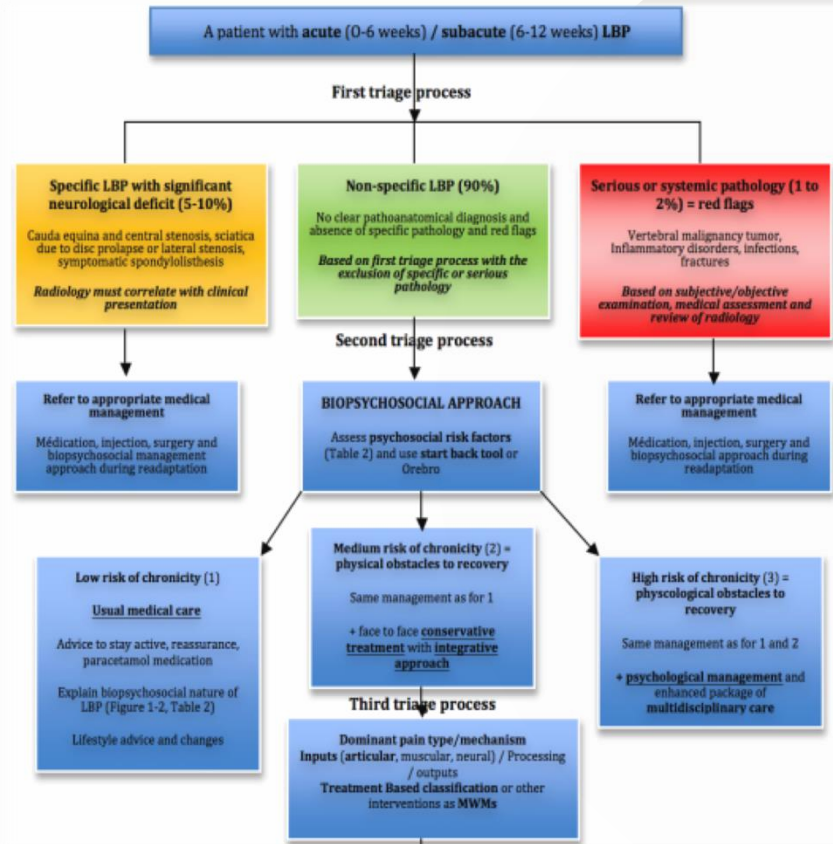 A patient with acute (0-6 weeks) / subacute (6-12 weeks) LBP
First triage process
Specific LBP with significant
neurological deficit (5-10%)
Cauda equina and central stenosis, sciatica
due to disc prolapse or lateral stenosis,
symptomatic spondylolisthesis
Radiology must correlate with clinical
presentation
Non-specific LBP (90%)
No clear pathoanatomical diagnosis and
absence of specific pathology and red flags
Based on first triage process with the
exclusion of specific or serious
pathology
Serious or systemic pathology (1 to
2%) = red flags
Vertebral malignancy tumor,
Inflammatory disorders, infections,
fractures
Based on subjective/objective
examination, medical assessment and
review of radiology
Second triage process
Refer to appropriate medical
management
Médication, injection, surgery and
biopsychosocial management
approach during readaptation
BIOPSYCHOSOCIAL APPROACH
Assess psychosocial risk factors
(Table 2) and use start back tool or
Orebro
Refer to appropriate medical
management
Médication, injection, surgery and
biopsychosocial management approach during
readaptation
Low risk of chronicity (1)
Usual medical care
Advice to stay active, reassurance,
paracetamol medication
Explain biopsychosocial nature of
LBP (Figure 1-2, Table 2)
Lifestyle advice and changes
Medium risk of chronicity (2) =
physical obstacles to recovery
Same management as for 1
+ face to face conservative
treatment with integrative
approach
High risk of chronicity (3) =
physcological obstacles to
recovery
Same management as for 1 and 2
+ psychological management and
enhanced package of
multidisciplinary care
Third triage process
Dominant pain type/mechanism
Inputs (articular, muscular, neural) / Processing
/ outputs
Treatment Based classification or other
interventions as MWMs